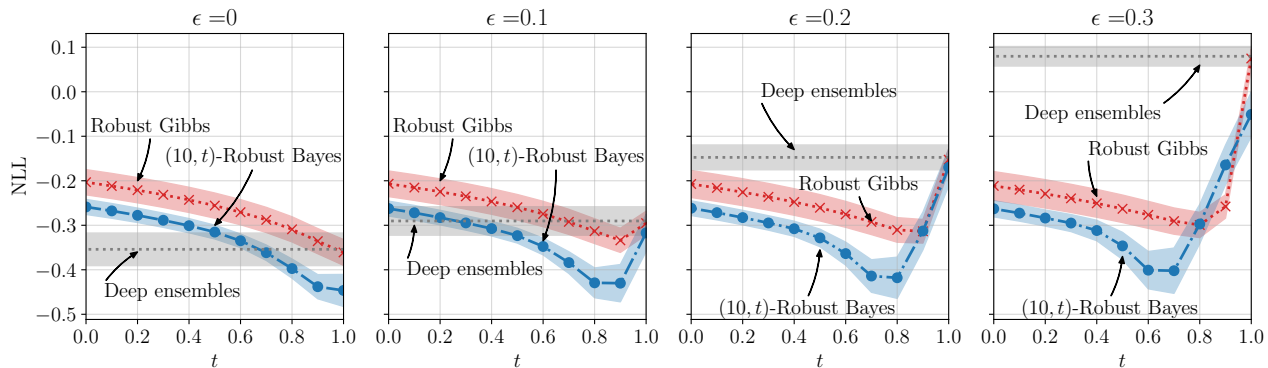 ϵ =0
ϵ =0.1
ϵ =0.2
ϵ =0.3
NLL
0.1
0.0
−0.1
−0.2
−0.3
−0.4
−0.5
Robust Gibbs
(10, t)-Robust Bayes
Deep ensembles
0.0 0.2 0.4 0.6 0.8 1.0
t
Robust Gibbs
(10, t)-Robust Bayes
Deep ensembles
0.0 0.2 0.4 0.6 0.8 1.0
t
Deep ensembles
Robust Gibbs
(10, t)-Robust Bayes
0.0 0.2 0.4 0.6 0.8 1.0
t
Deep ensembles
Robust Gibbs
(10, t)-Robust Bayes
0.0 0.2 0.4 0.6 0.8 1.0
t